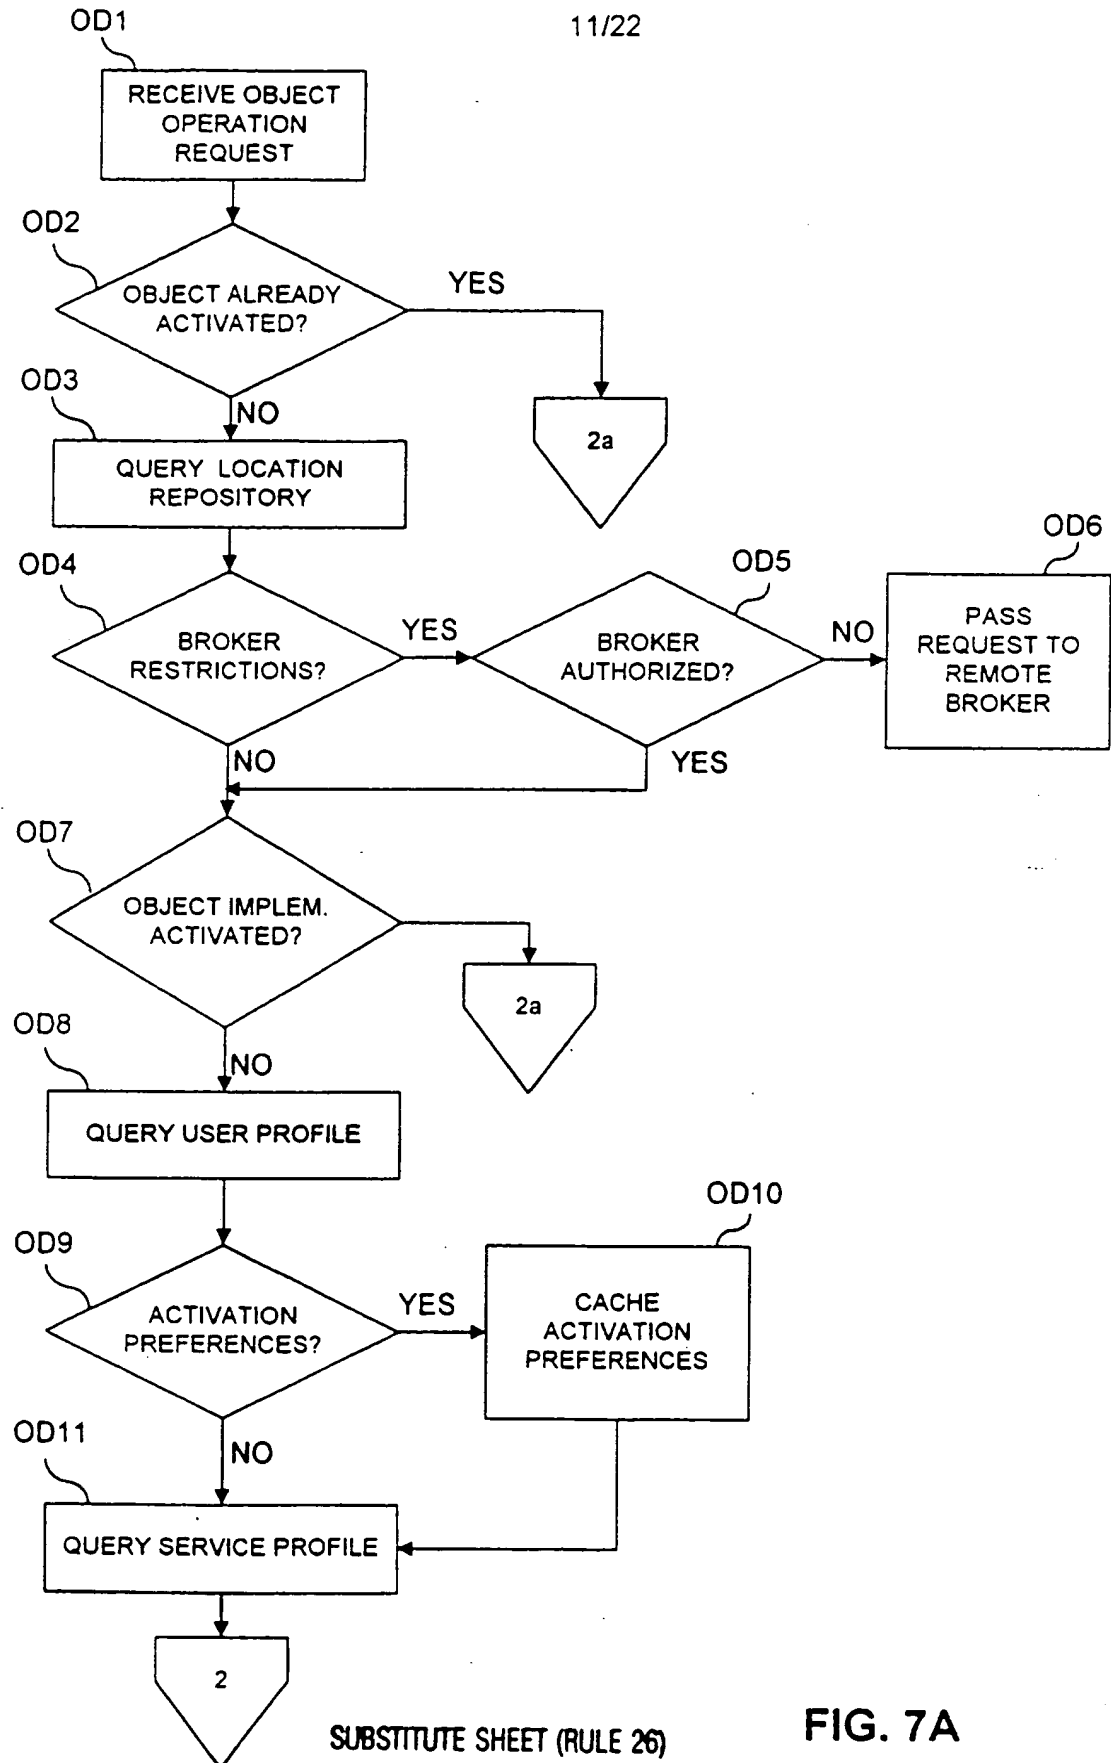 OD1
11/22
RECEIVE OBJECT
OPERATION
REQUEST
OD2
OBJECT ALREADY
ACTIVATED?
YES
NO
2a
OD3
QUERY LOCATION
REPOSITORY
OD4
BROKER
RESTRICTIONS?
YES
NO
OD5
BROKER
AUTHORIZED?
NO
YES
OD6
PASS
REQUEST TO
REMOTE
BROKER
OD7
OBJECT IMPLEM.
ACTIVATED?
2a
NO
OD8
QUERY USER PROFILE
OD9
ACTIVATION
PREFERENCES?
YES
NO
OD10
CACHE
ACTIVATION
PREFERENCES
OD11
QUERY SERVICE PROFILE
2
SUBSTITUTE SHEET (RULE 26)
FIG. 7A